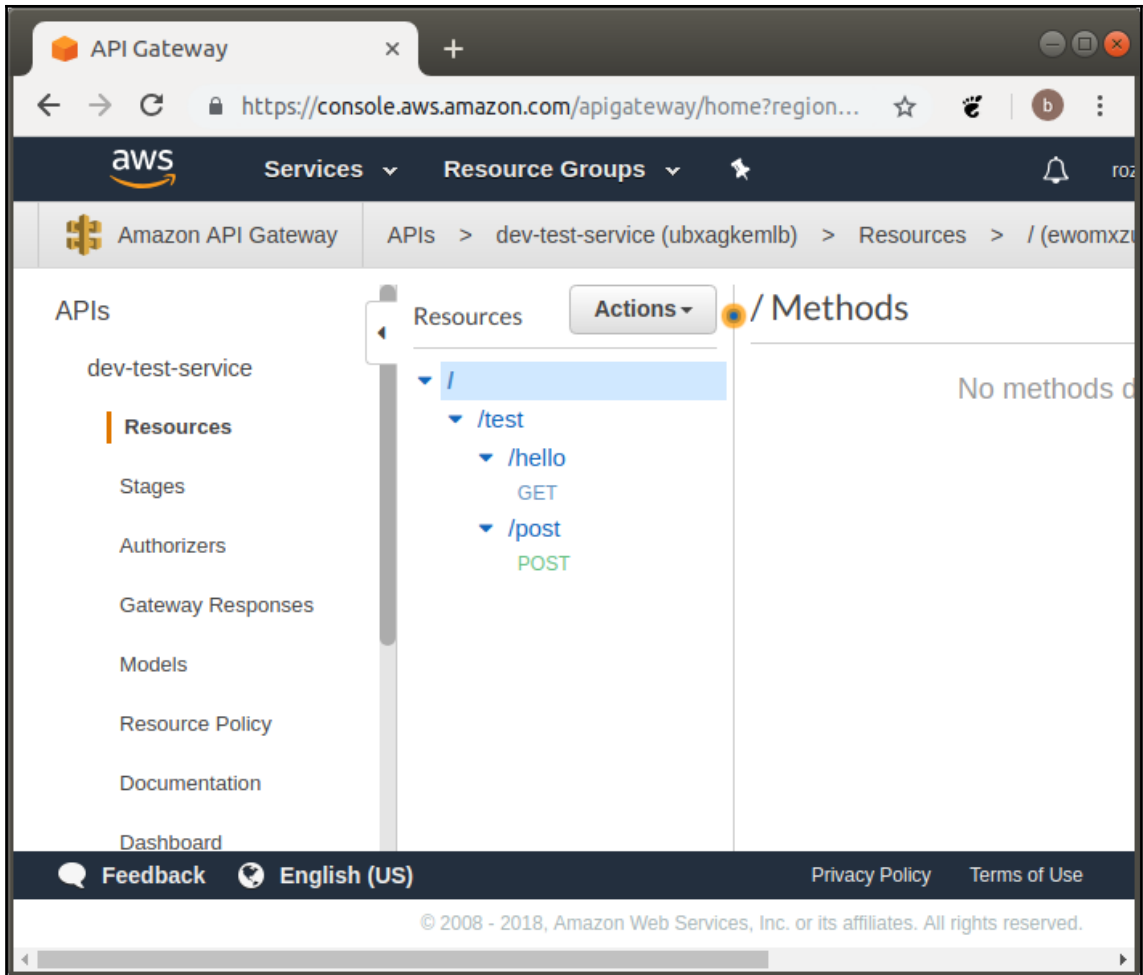 API Gateway
https://console.aws.amazon.com/apigateway/home?region...
b
aws Services Resource Groups roz
Amazon API Gateway APIs > dev-test-service (ubxagkemlb) > Resources > / (ewomxzu
APIs
dev-test-service
Resources
Stages
Authorizers
Gateway Responses
Models
Resource Policy
Documentation
Dashboard
Resources Actions
/
/test
/hello
GET
/post
POST
/ Methods
No methods d
Feedback English (US) Privacy Policy Terms of Use
© 2008 - 2018, Amazon Web Services, Inc. or its affiliates. All rights reserved.